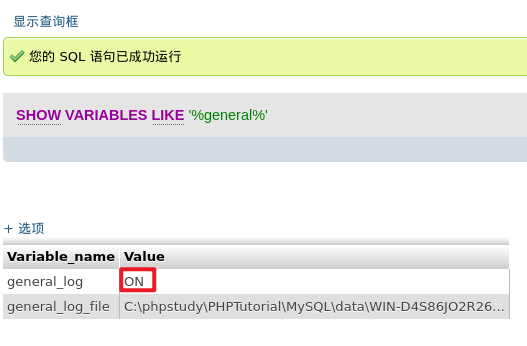 显示查询框
您的 SQL 语句已成功运行
SHOW VARIABLES LIKE '%general%'
+ 选项
Variable_name Value
general_log ON
general_log_file C:\phpstudy\PHPTutorial\MySQL\data\WIN-D4S86JO2R26...